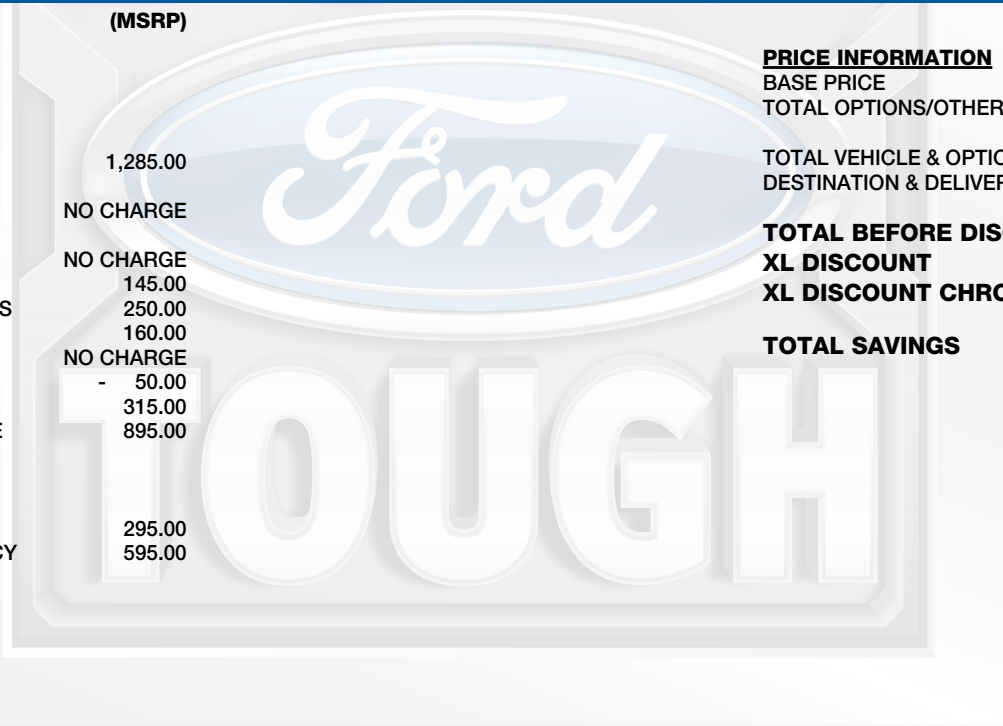 (MSRP)
1,285.00
NO CHARGE
NO CHARGE
145.00
S 250.00
160.00
NO CHARGE
- 50.00
315.00
E 895.00
295.00
CY 595.00
Ford
TOUGH
PRICE INFORMATION
BASE PRICE
TOTAL OPTIONS/OTHER
TOTAL VEHICLE & OPTIO
DESTINATION & DELIVER
TOTAL BEFORE DISC
XL DISCOUNT
XL DISCOUNT CHRO
TOTAL SAVINGS